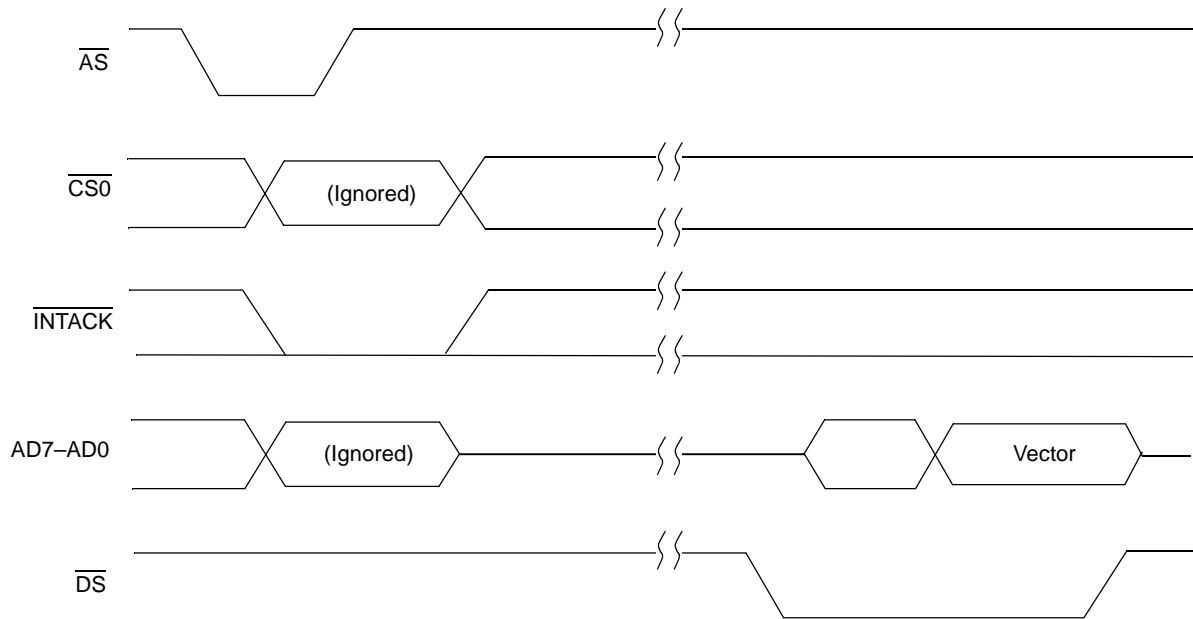 AS
CS0
(Ignored)
INTACK
AD7–AD0
(Ignored)
Vector
DS